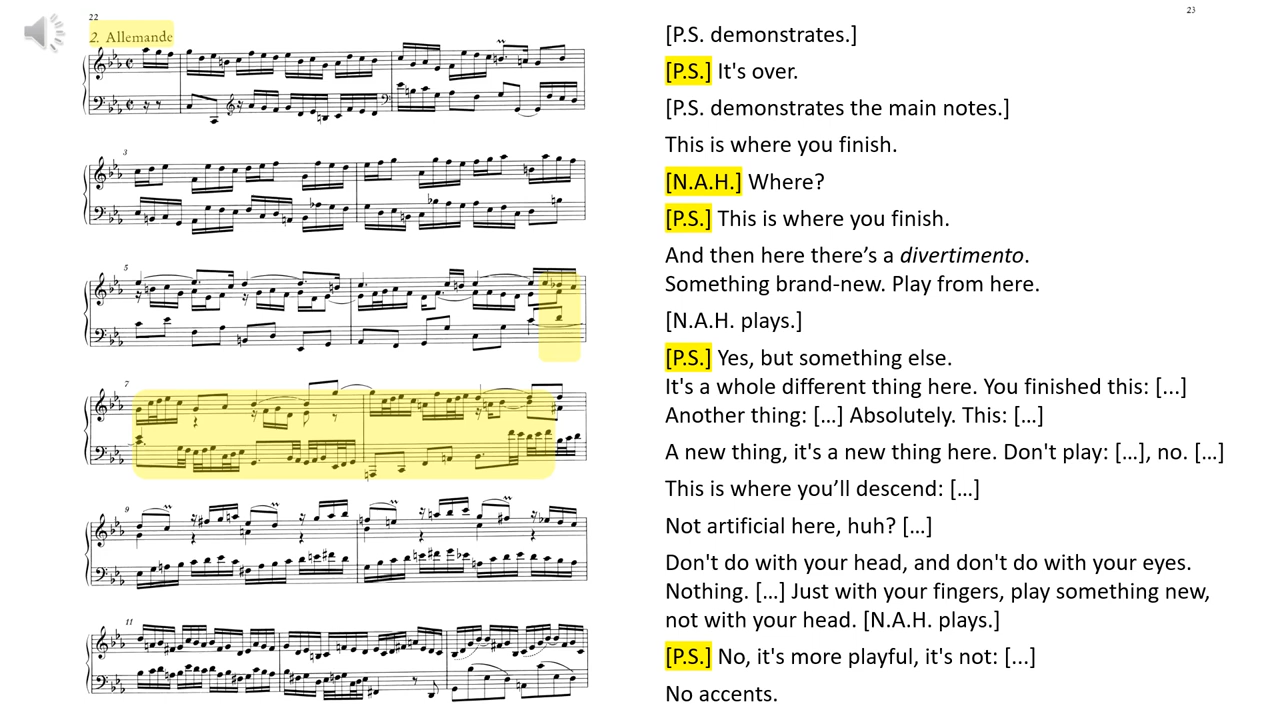 22
2. Allemande
3
5
7
9
11
23
[P.S. demonstrates.]
[P.S.] It's over.
[P.S. demonstrates the main notes.]
This is where you finish.
[N.A.H.] Where?
[P.S.] This is where you finish.
And then here there’s a divertimento.
Something brand-new. Play from here.
[N.A.H. plays.]
[P.S.] Yes, but something else.
It's a whole different thing here. You finished this: [...]
Another thing: […] Absolutely. This: […]
A new thing, it's a new thing here. Don't play: […], no. […]
This is where you’ll descend: […]
Not artificial here, huh? […]
Don't do with your head, and don't do with your eyes.
Nothing. […] Just with your fingers, play something new,
not with your head. [N.A.H. plays.]
[P.S.] No, it's more playful, it's not: [...]
No accents.